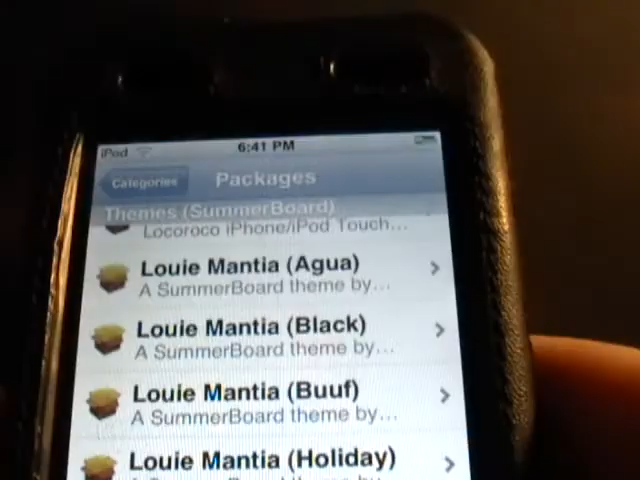 iPod 6:41 PM
Categories Packages
Themes (SummerBoard)
Locoroco iPhone/iPod Touch...
Louie Mantia (Agua)
A SummerBoard theme by...
Louie Mantia (Black)
A SummerBoard theme by...
Louie Mantia (Buuf)
A SummerBoard theme by...
Louie Mantia (Holiday)